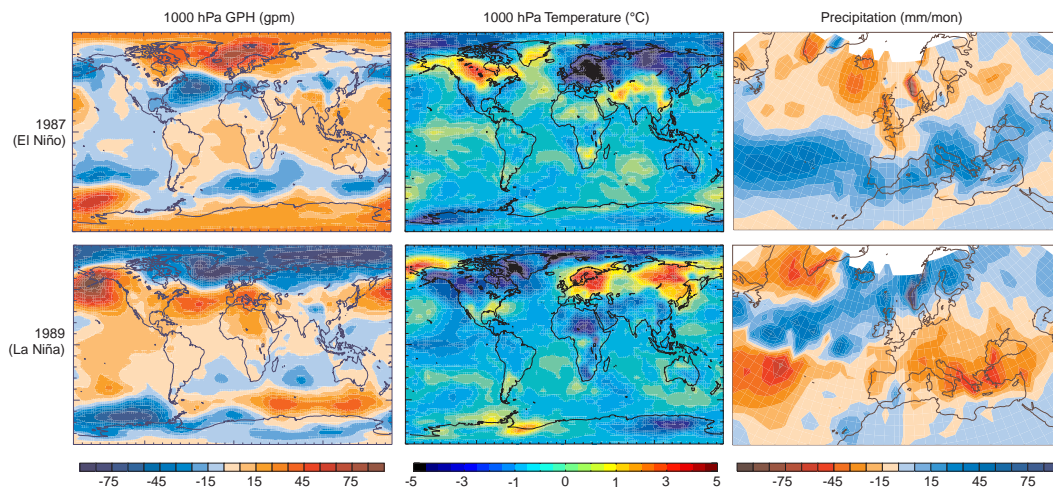 1000 hPa GPH (gpm)
1000 hPa Temperature (°C)
Precipitation (mm/mon)
1987
(El Niño)
1989
(La Niña)
-75 -45 -15 15 45 75
-5 -3 -1 0 1 3 5
-75 -45 -15 15 45 75